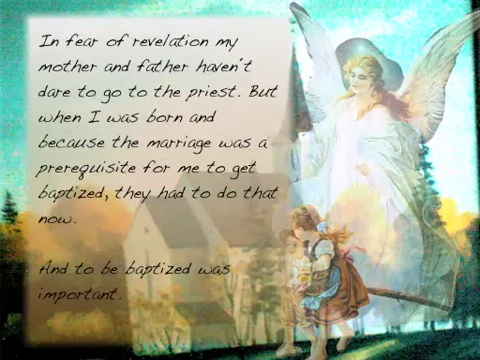 In fear of revelation my
mother and father haven't
dare to go to the priest. But
when I was born and
because the marriage was a
prerequisite for me to get
baptized, they had to do that
now.
And to be baptized was
important.